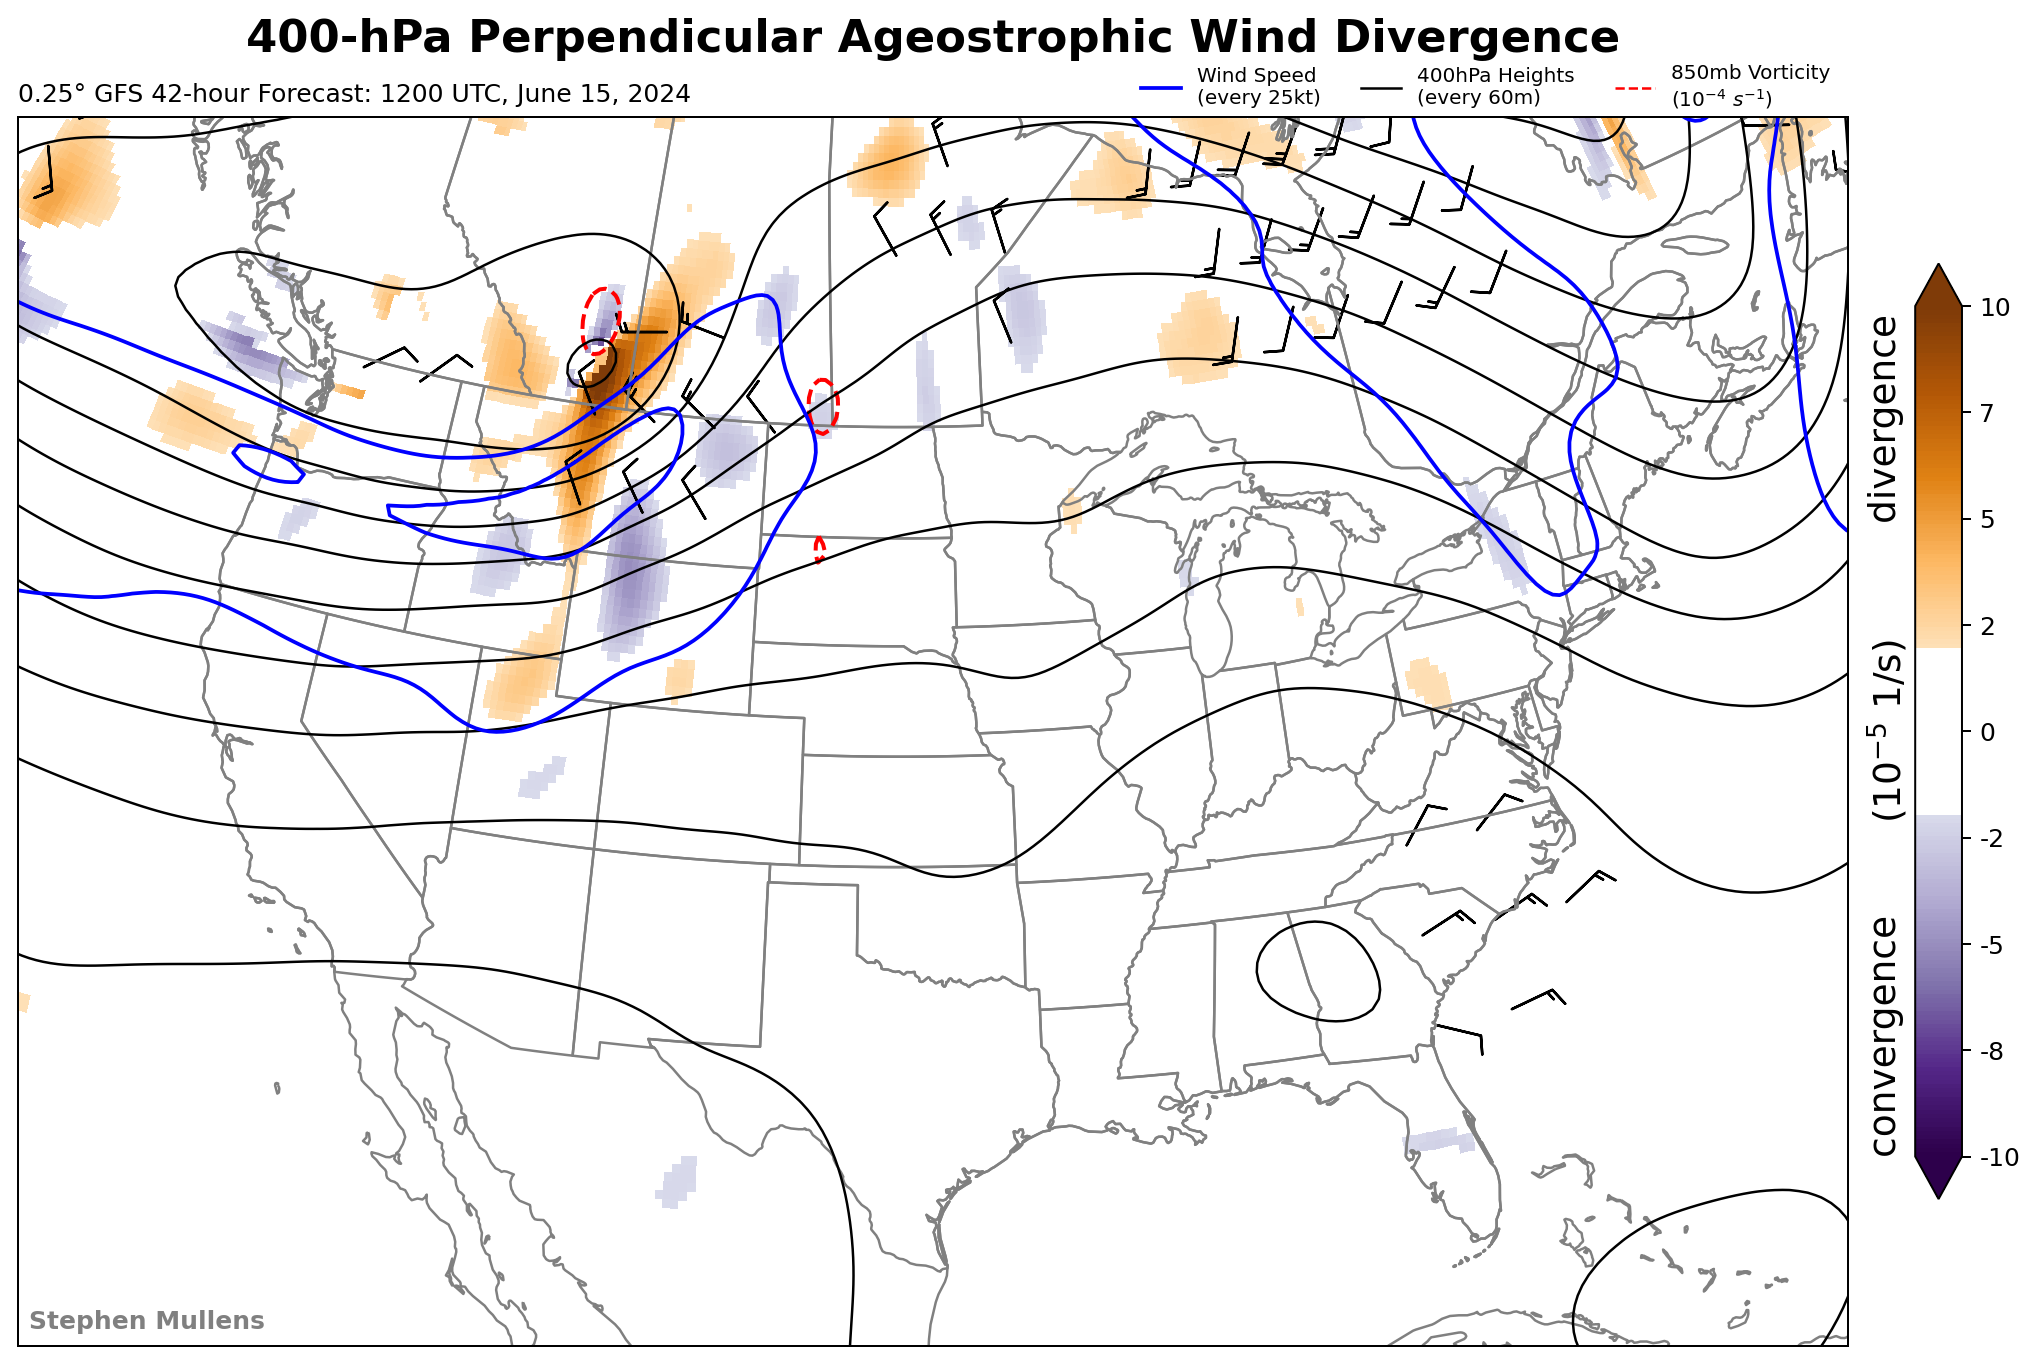 400-hPa Perpendicular Ageostrophic Wind Divergence
0.25° GFS 42-hour Forecast: 1200 UTC, June 15, 2024
Wind Speed
(every 25kt)
400hPa Heights
(every 60m)
850mb Vorticity
(10⁻⁴ s⁻¹)
10
7
5
2
0
-2
-5
-8
-10
convergence (10⁻⁵ 1/s) divergence
Stephen Mullens